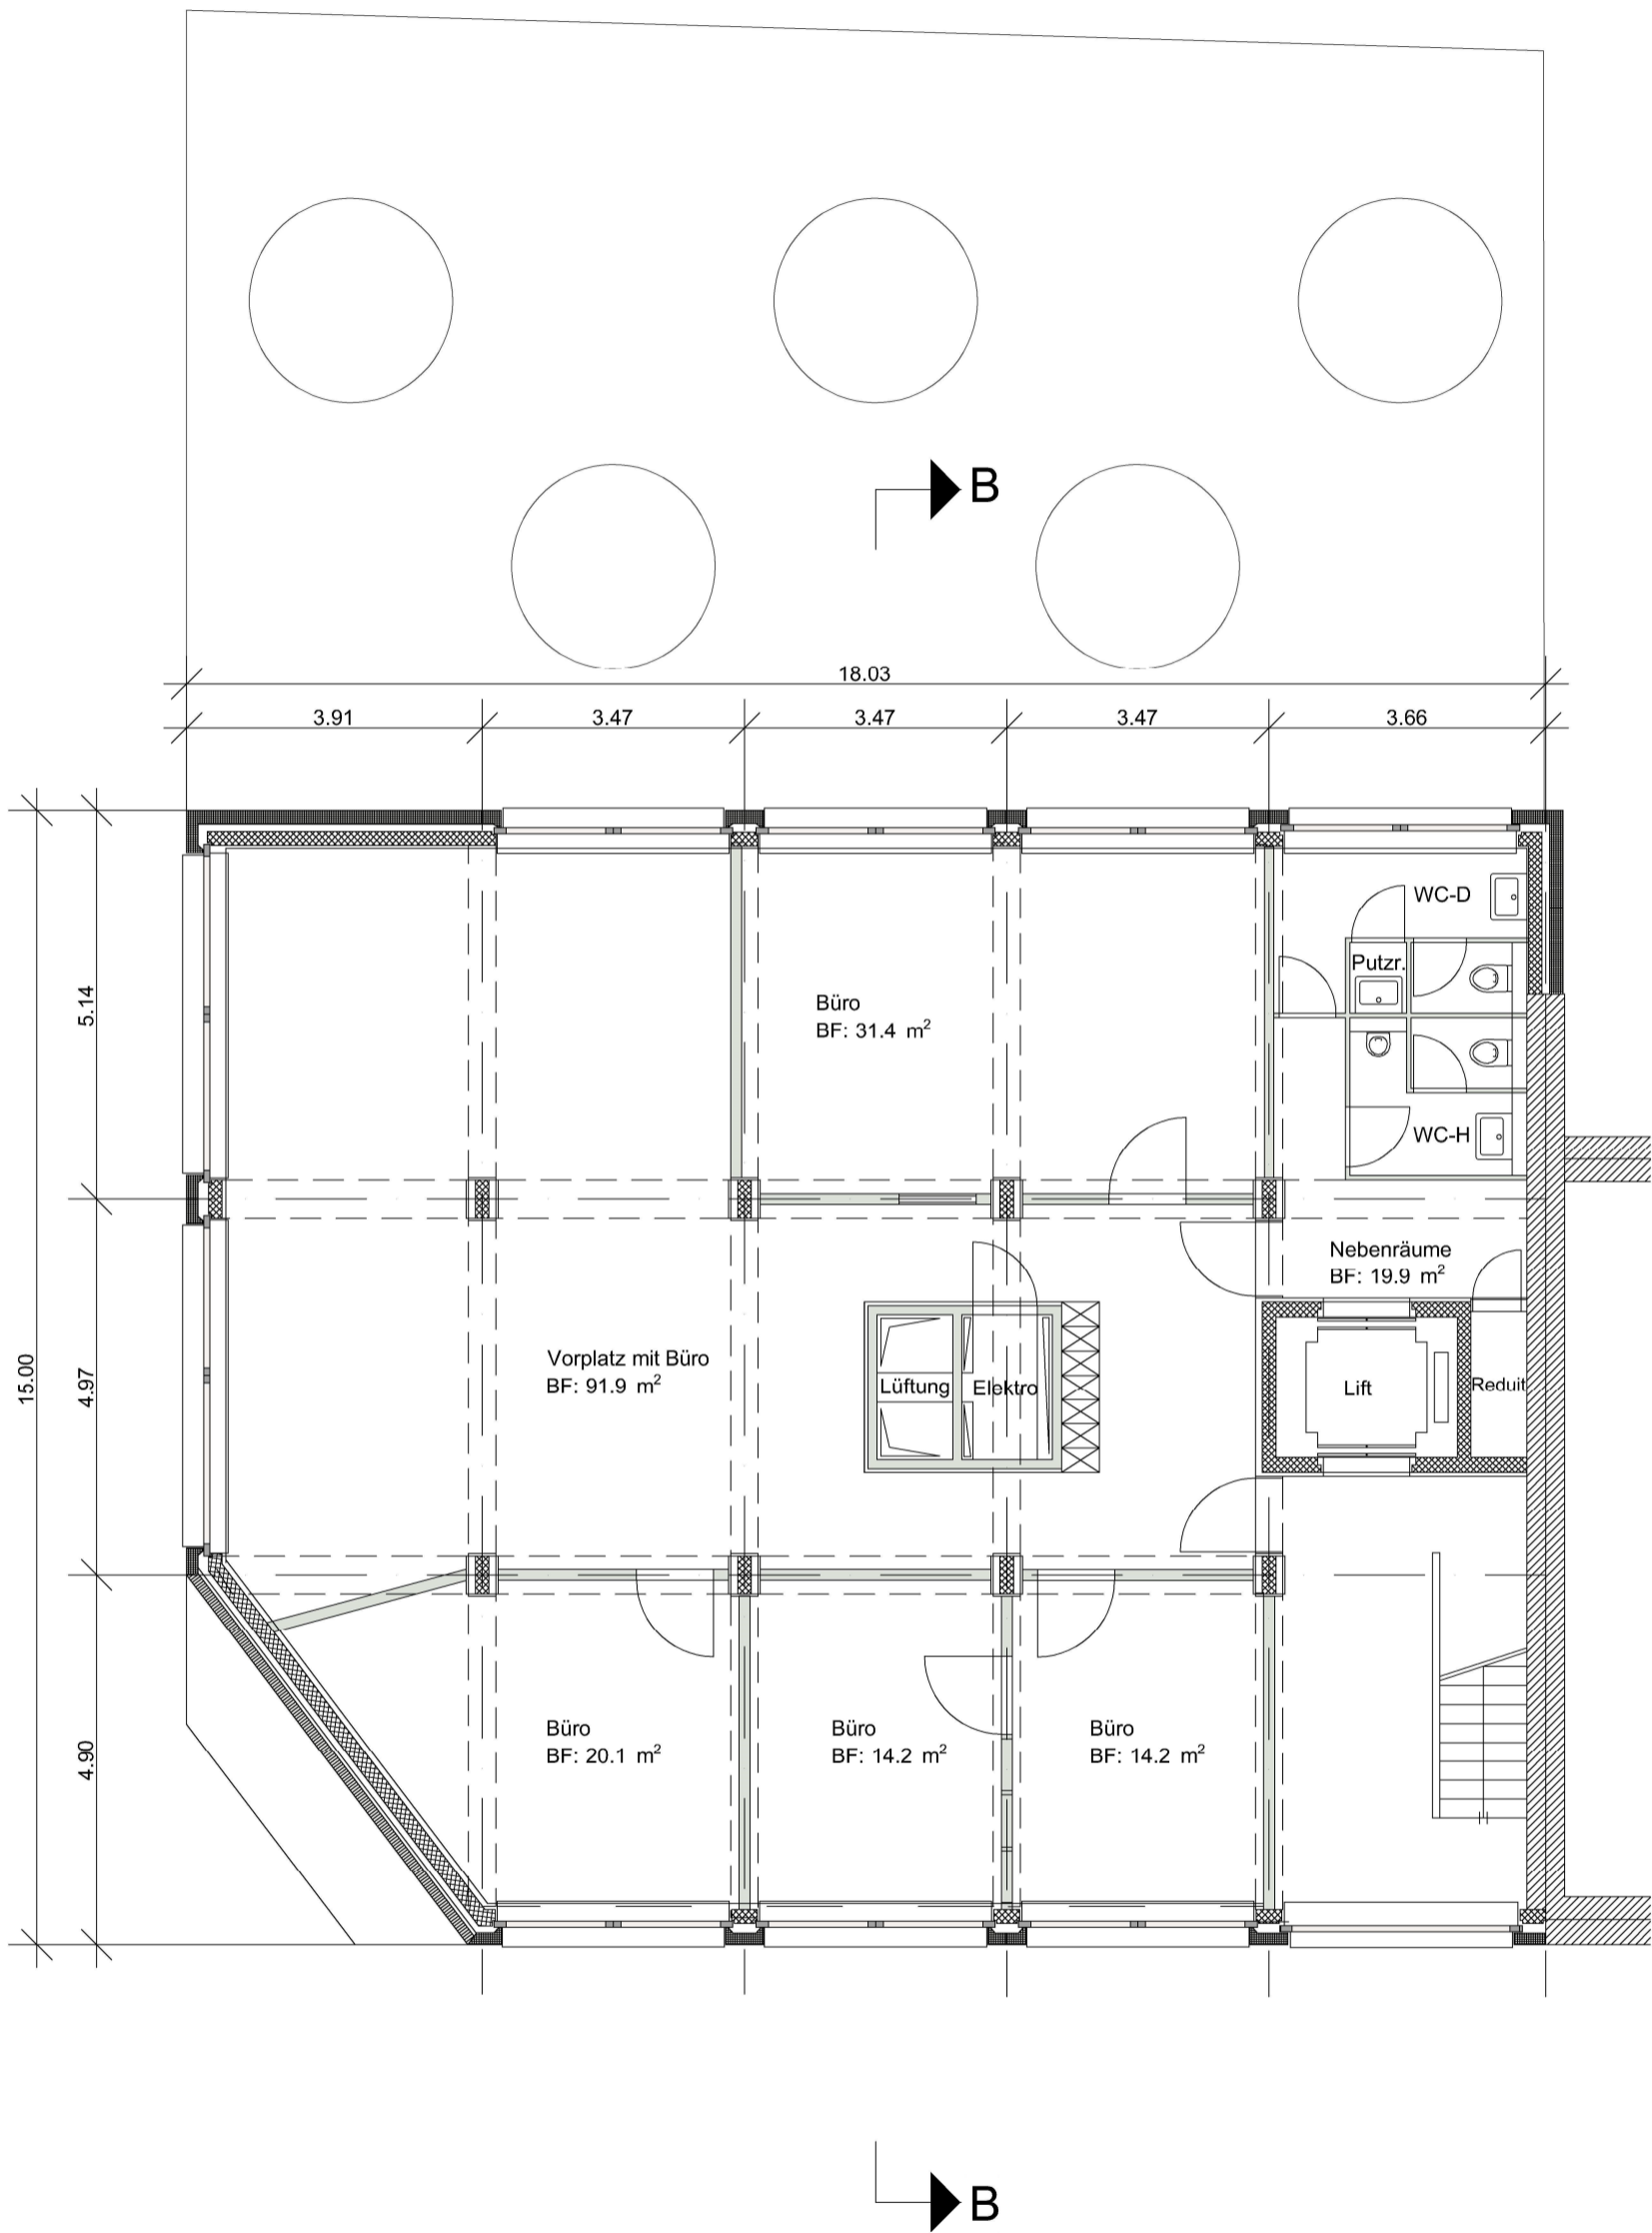 B
18.03
3.91
3.47
3.47
3.47
3.66
WC-D
Putzr.
Büro
BF: 31.4 m²
5.14
WC-H
Nebenräume
BF: 19.9 m²
15.00
4.97
Vorplatz mit Büro
BF: 91.9 m²
Lüftung
Elektro
Lift
Reduit
4.90
Büro
BF: 20.1 m²
Büro
BF: 14.2 m²
Büro
BF: 14.2 m²
B